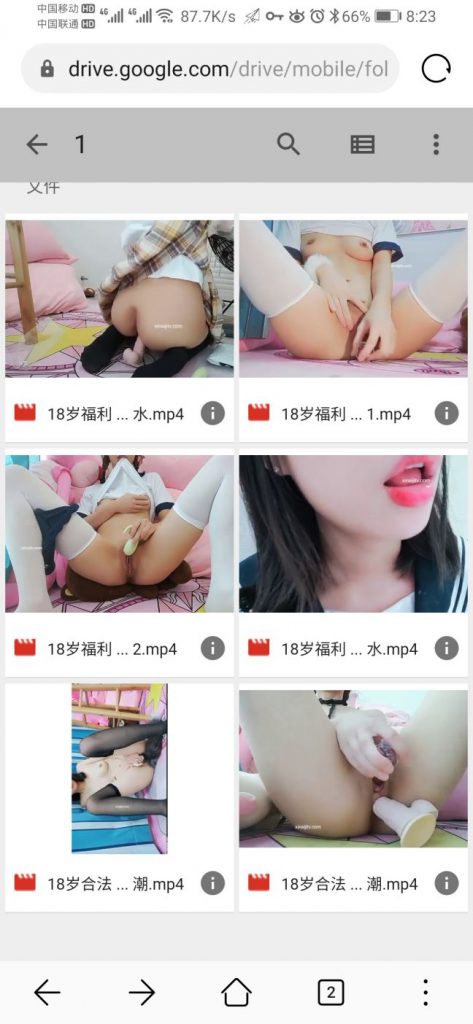 中国移动 HD 4G 4G 87.7K/s 66% 8:23
中国联通 HD
drive.google.com/drive/mobile/fol
1
文件
18岁福利 ... 水.mp4
18岁福利 ... 1.mp4
18岁福利 ... 2.mp4
18岁福利 ... 水.mp4
18岁合法 ... 潮.mp4
18岁合法 ... 潮.mp4
2